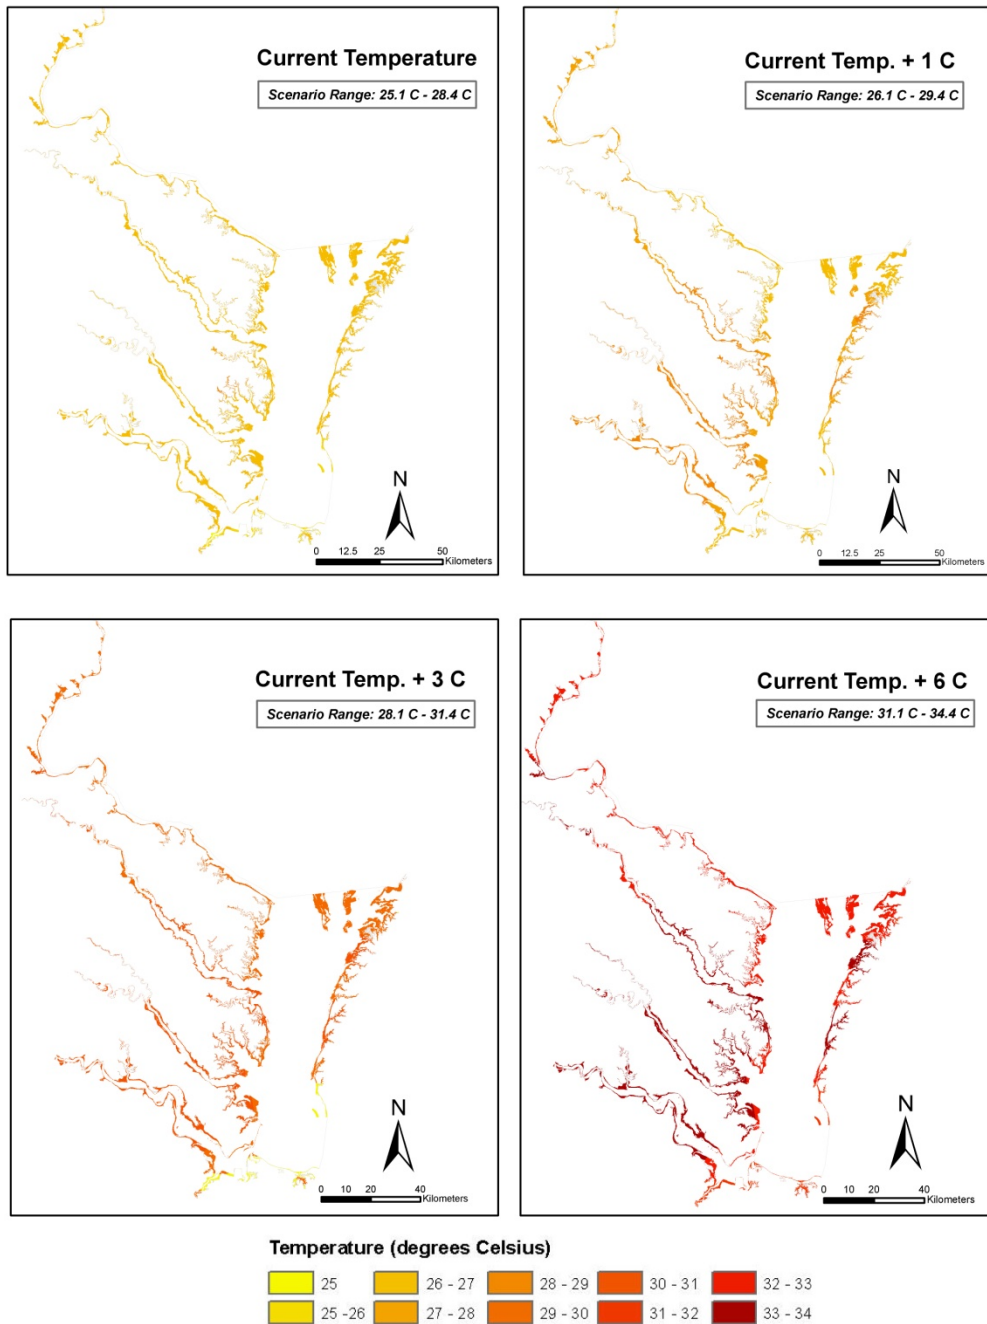 Current Temperature
Scenario Range: 25.1 C - 28.4 C
N
0 12.5 25 50
Kilometers
Current Temp. + 1 C
Scenario Range: 26.1 C - 29.4 C
N
0 12.5 25 50
Kilometers
Current Temp. + 3 C
Scenario Range: 28.1 C - 31.4 C
N
0 10 20 40
Kilometers
Current Temp. + 6 C
Scenario Range: 31.1 C - 34.4 C
N
0 10 20 40
Kilometers
Temperature (degrees Celsius)
25 26 - 27 28 - 29 30 - 31 32 - 33
25 -26 27 - 28 29 - 30 31 - 32 33 - 34